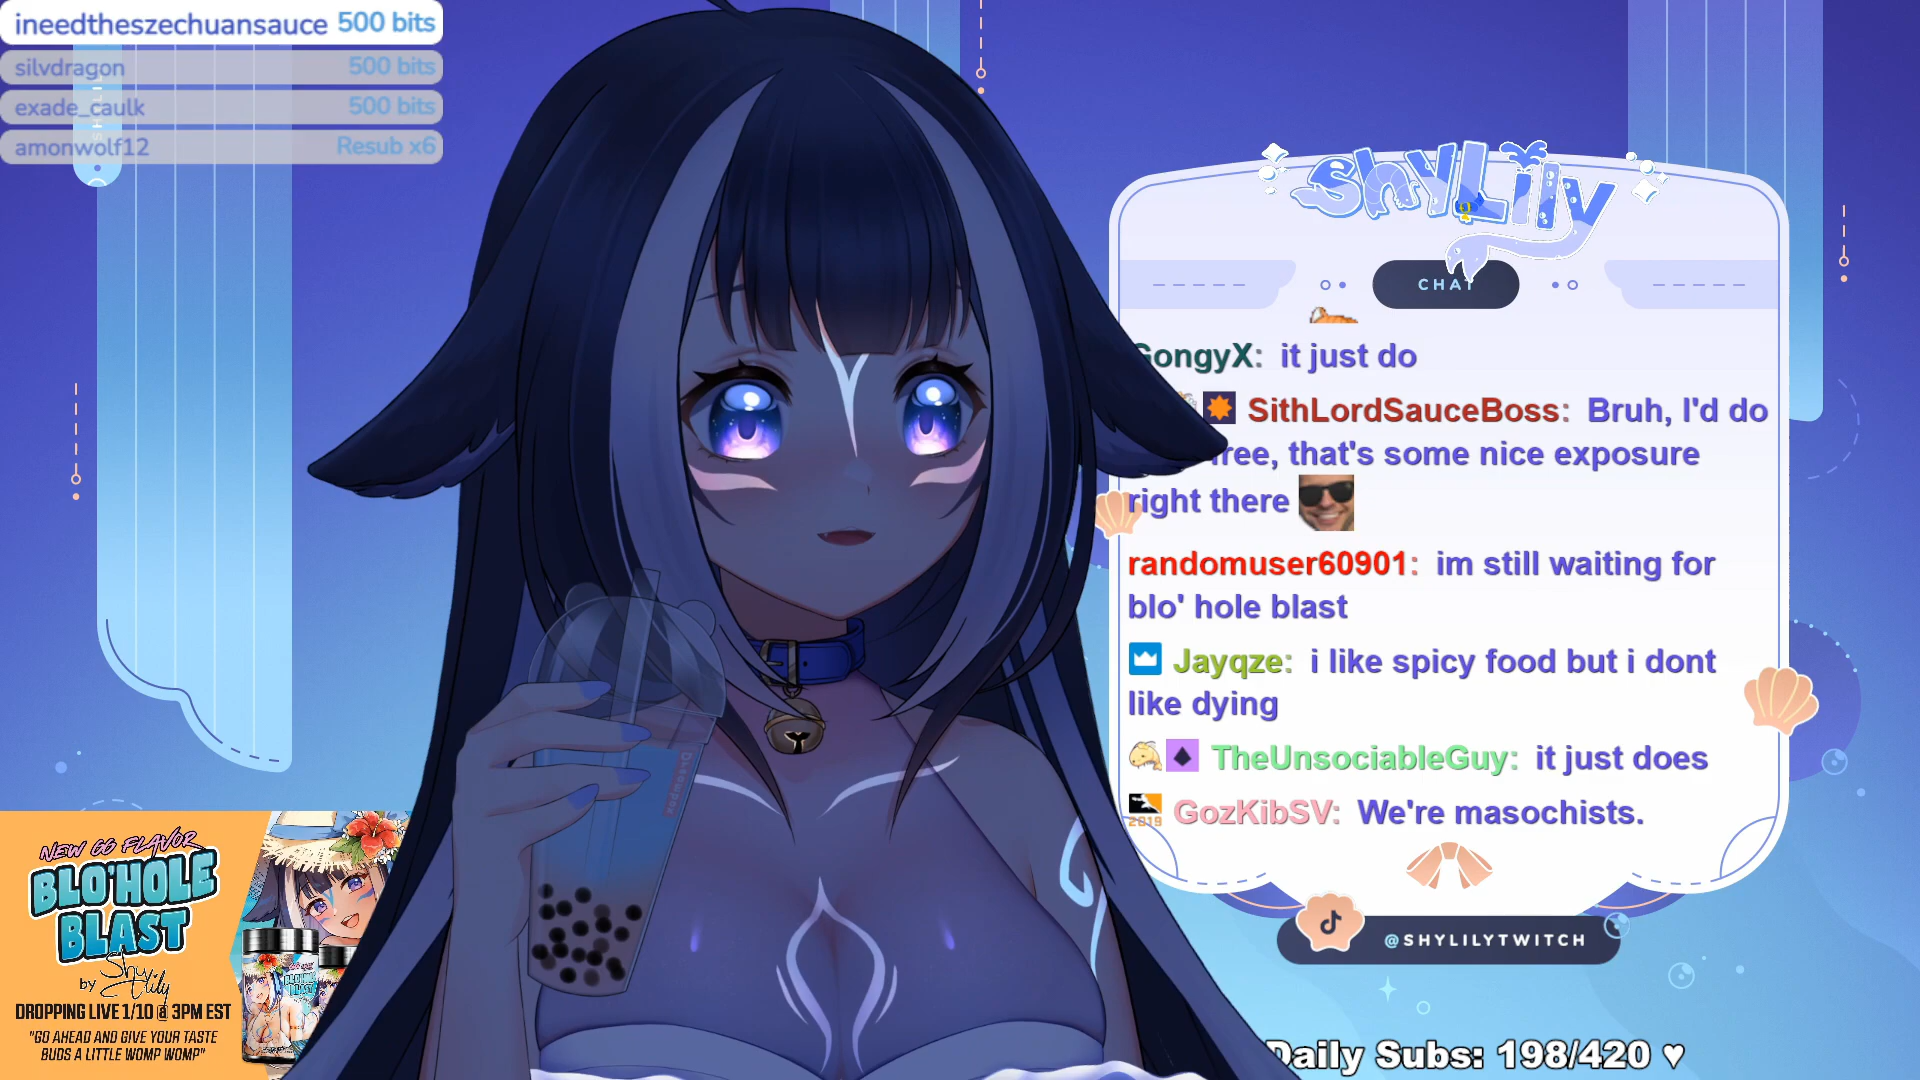 ineedtheszechuansauce 500 bits
silvdragon 500 bits
exade_caulk 500 bits
amonwolf12 Resub x6
shyLily
CHAT
GongyX: it just do
SithLordSauceBoss: Bruh, I'd do
free, that's some nice exposure
right there
randomuser60901: im still waiting for
blo' hole blast
Jayqze: i like spicy food but i dont
like dying
TheUnsociableGuy: it just does
2019 GozKibSV: We're masochists.
@SHYLILYTWITCH
Daily Subs: 198/420 ♥
NEW GG FLAVOR
BLO'HOLE
BLAST
by Shylily
DROPPING LIVE 1/10 @ 3PM EST
"GO AHEAD AND GIVE YOUR TASTE
BUDS A LITTLE WOMP WOMP"